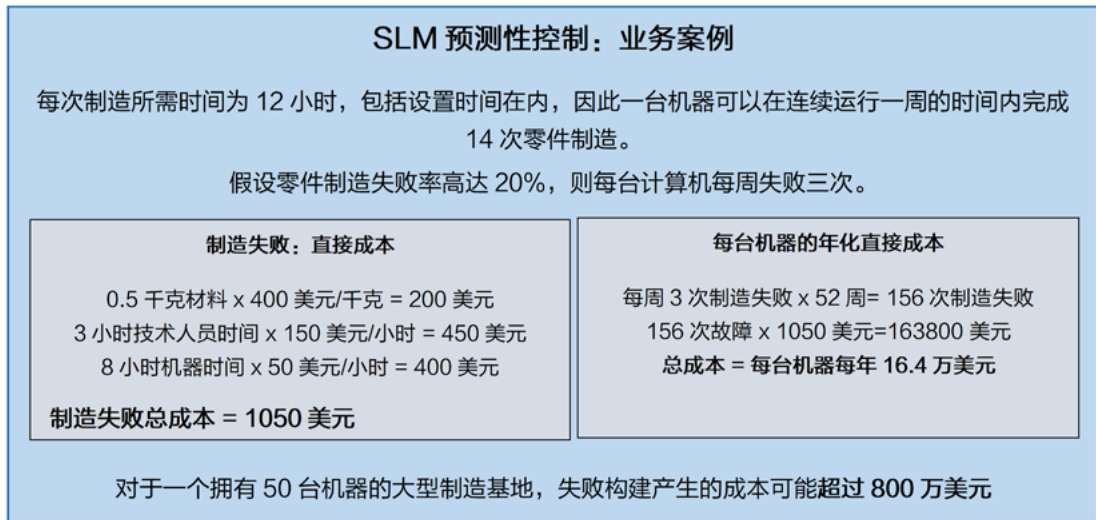 SLM 预测性控制：业务案例
每次制造所需时间为 12 小时，包括设置时间在内，因此一台机器可以在连续运行一周的时间内完成
14 次零件制造。
假设零件制造失败率高达 20%，则每台计算机每周失败三次。
制造失败：直接成本
0.5 千克材料 x 400 美元/千克 = 200 美元
3 小时技术人员时间 x 150 美元/小时 = 450 美元
8 小时机器时间 x 50 美元/小时 = 400 美元
制造失败总成本 = 1050 美元
每台机器的年化直接成本
每周 3 次制造失败 x 52 周= 156 次制造失败
156 次故障 x 1050 美元=163800 美元
总成本 = 每台机器每年 16.4 万美元
对于一个拥有 50 台机器的大型制造基地，失败构建产生的成本可能超过 800 万美元